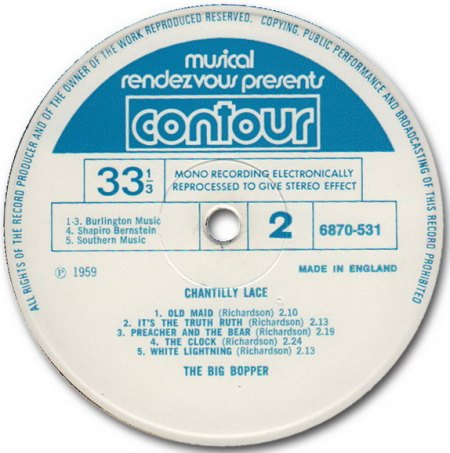 ALL RIGHTS OF THE RECORD PRODUCER AND OF THE OWNER OF THE WORK REPRODUCED RESERVED. COPYING, PUBLIC PERFORMANCE AND BROADCASTING OF THIS RECORD PROHIBITED
musical
rendezvous presents
contour
33 1/3
MONO RECORDING ELECTRONICALLY
REPROCESSED TO GIVE STEREO EFFECT
1-3. Burlington Music
4. Shapiro Bernstein
5. Southern Music
2
6870-531
℗ 1959
MADE IN ENGLAND
CHANTILLY LACE
1. OLD MAID (Richardson) 2.10
2. IT'S THE TRUTH RUTH (Richardson) 2.13
3. PREACHER AND THE BEAR (Richardson) 2.19
4. THE CLOCK (Richardson) 2.24
5. WHITE LIGHTNING (Richardson) 2.13
THE BIG BOPPER